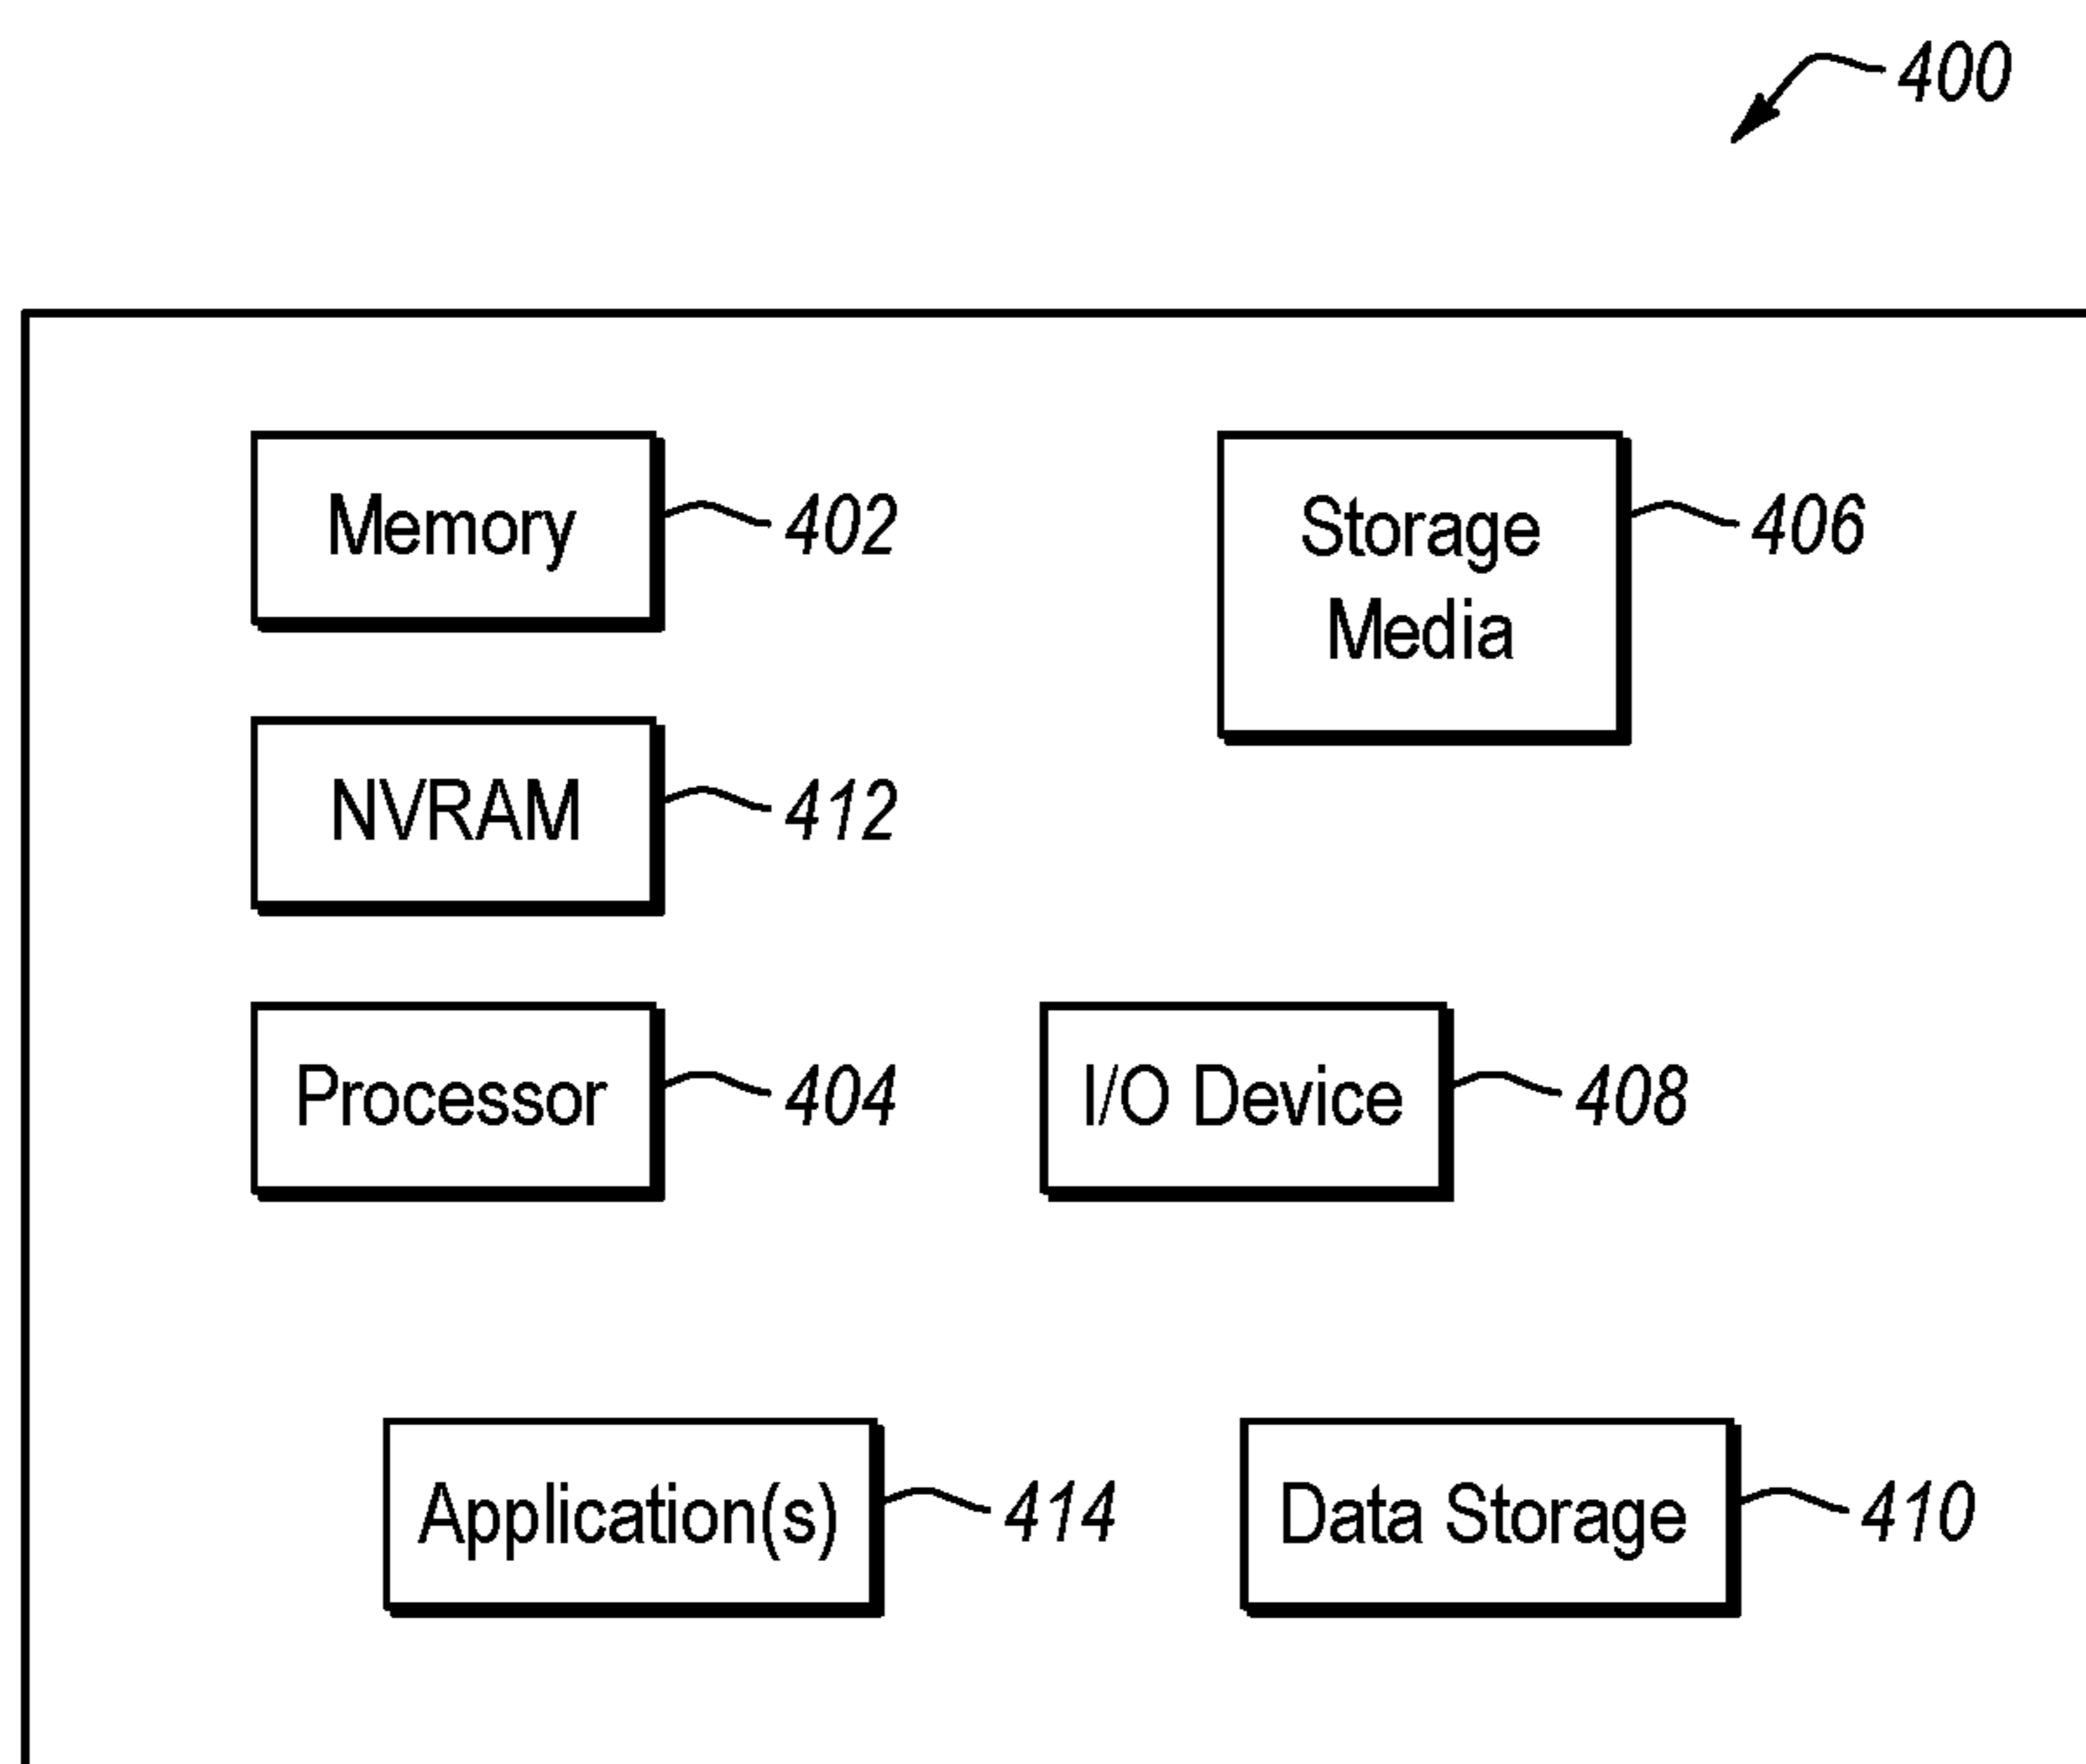 400
Memory 402
Storage 406
Media
NVRAM 412
Processor 404
I/O Device 408
Application(s) 414
Data Storage 410